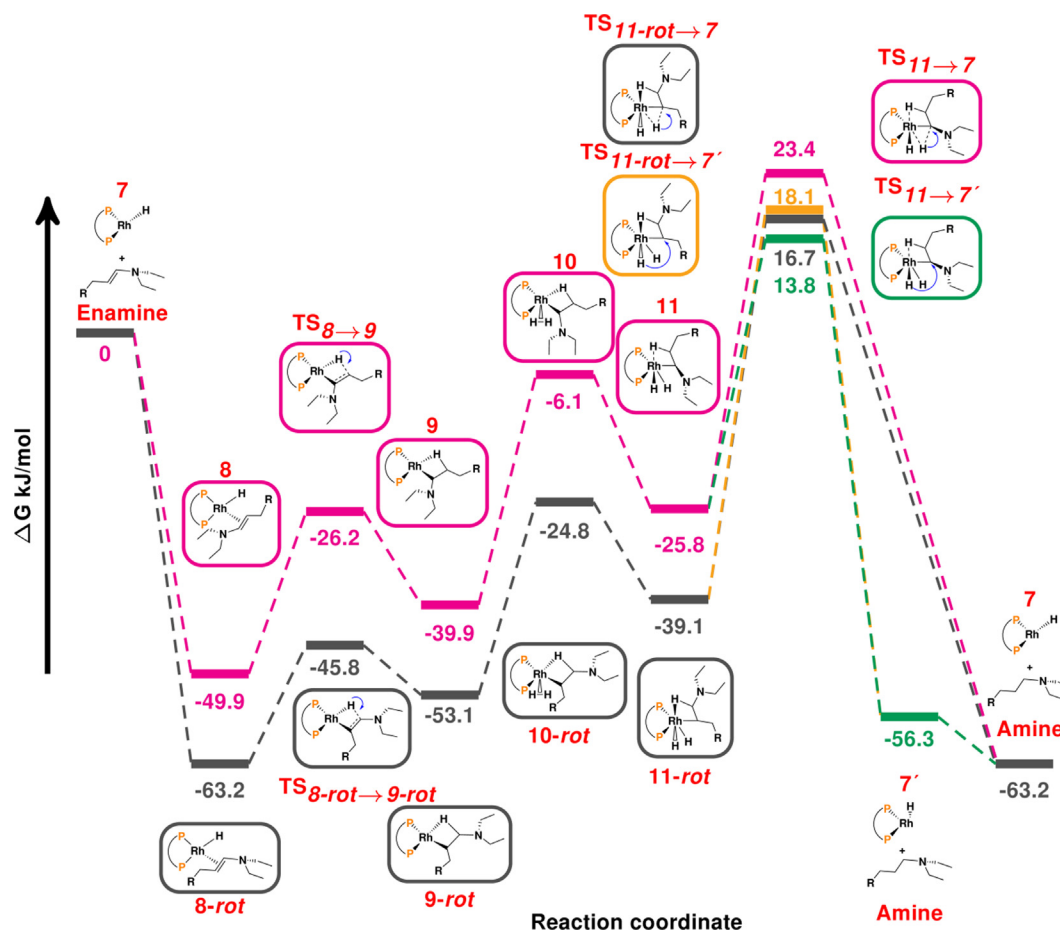 TS11-rot→7
TS11→7
23.4
TS11-rot→7´
TS11→7´
18.1
16.7
13.8
7
P
P
Rh
H
+
R
N
Enamine
0
ΔG kJ/mol
10
11
TS8→9
-6.1
8
9
-26.2
-24.8
-25.8
-39.9
-39.1
-49.9
-45.8
-53.1
-63.2
10-rot
11-rot
TS8-rot→9-rot
8-rot
9-rot
7
P
P
Rh
H
+
R
N
Amine
-56.3
-63.2
7´
H
P
P
Rh
+
R
N
Amine
Reaction coordinate